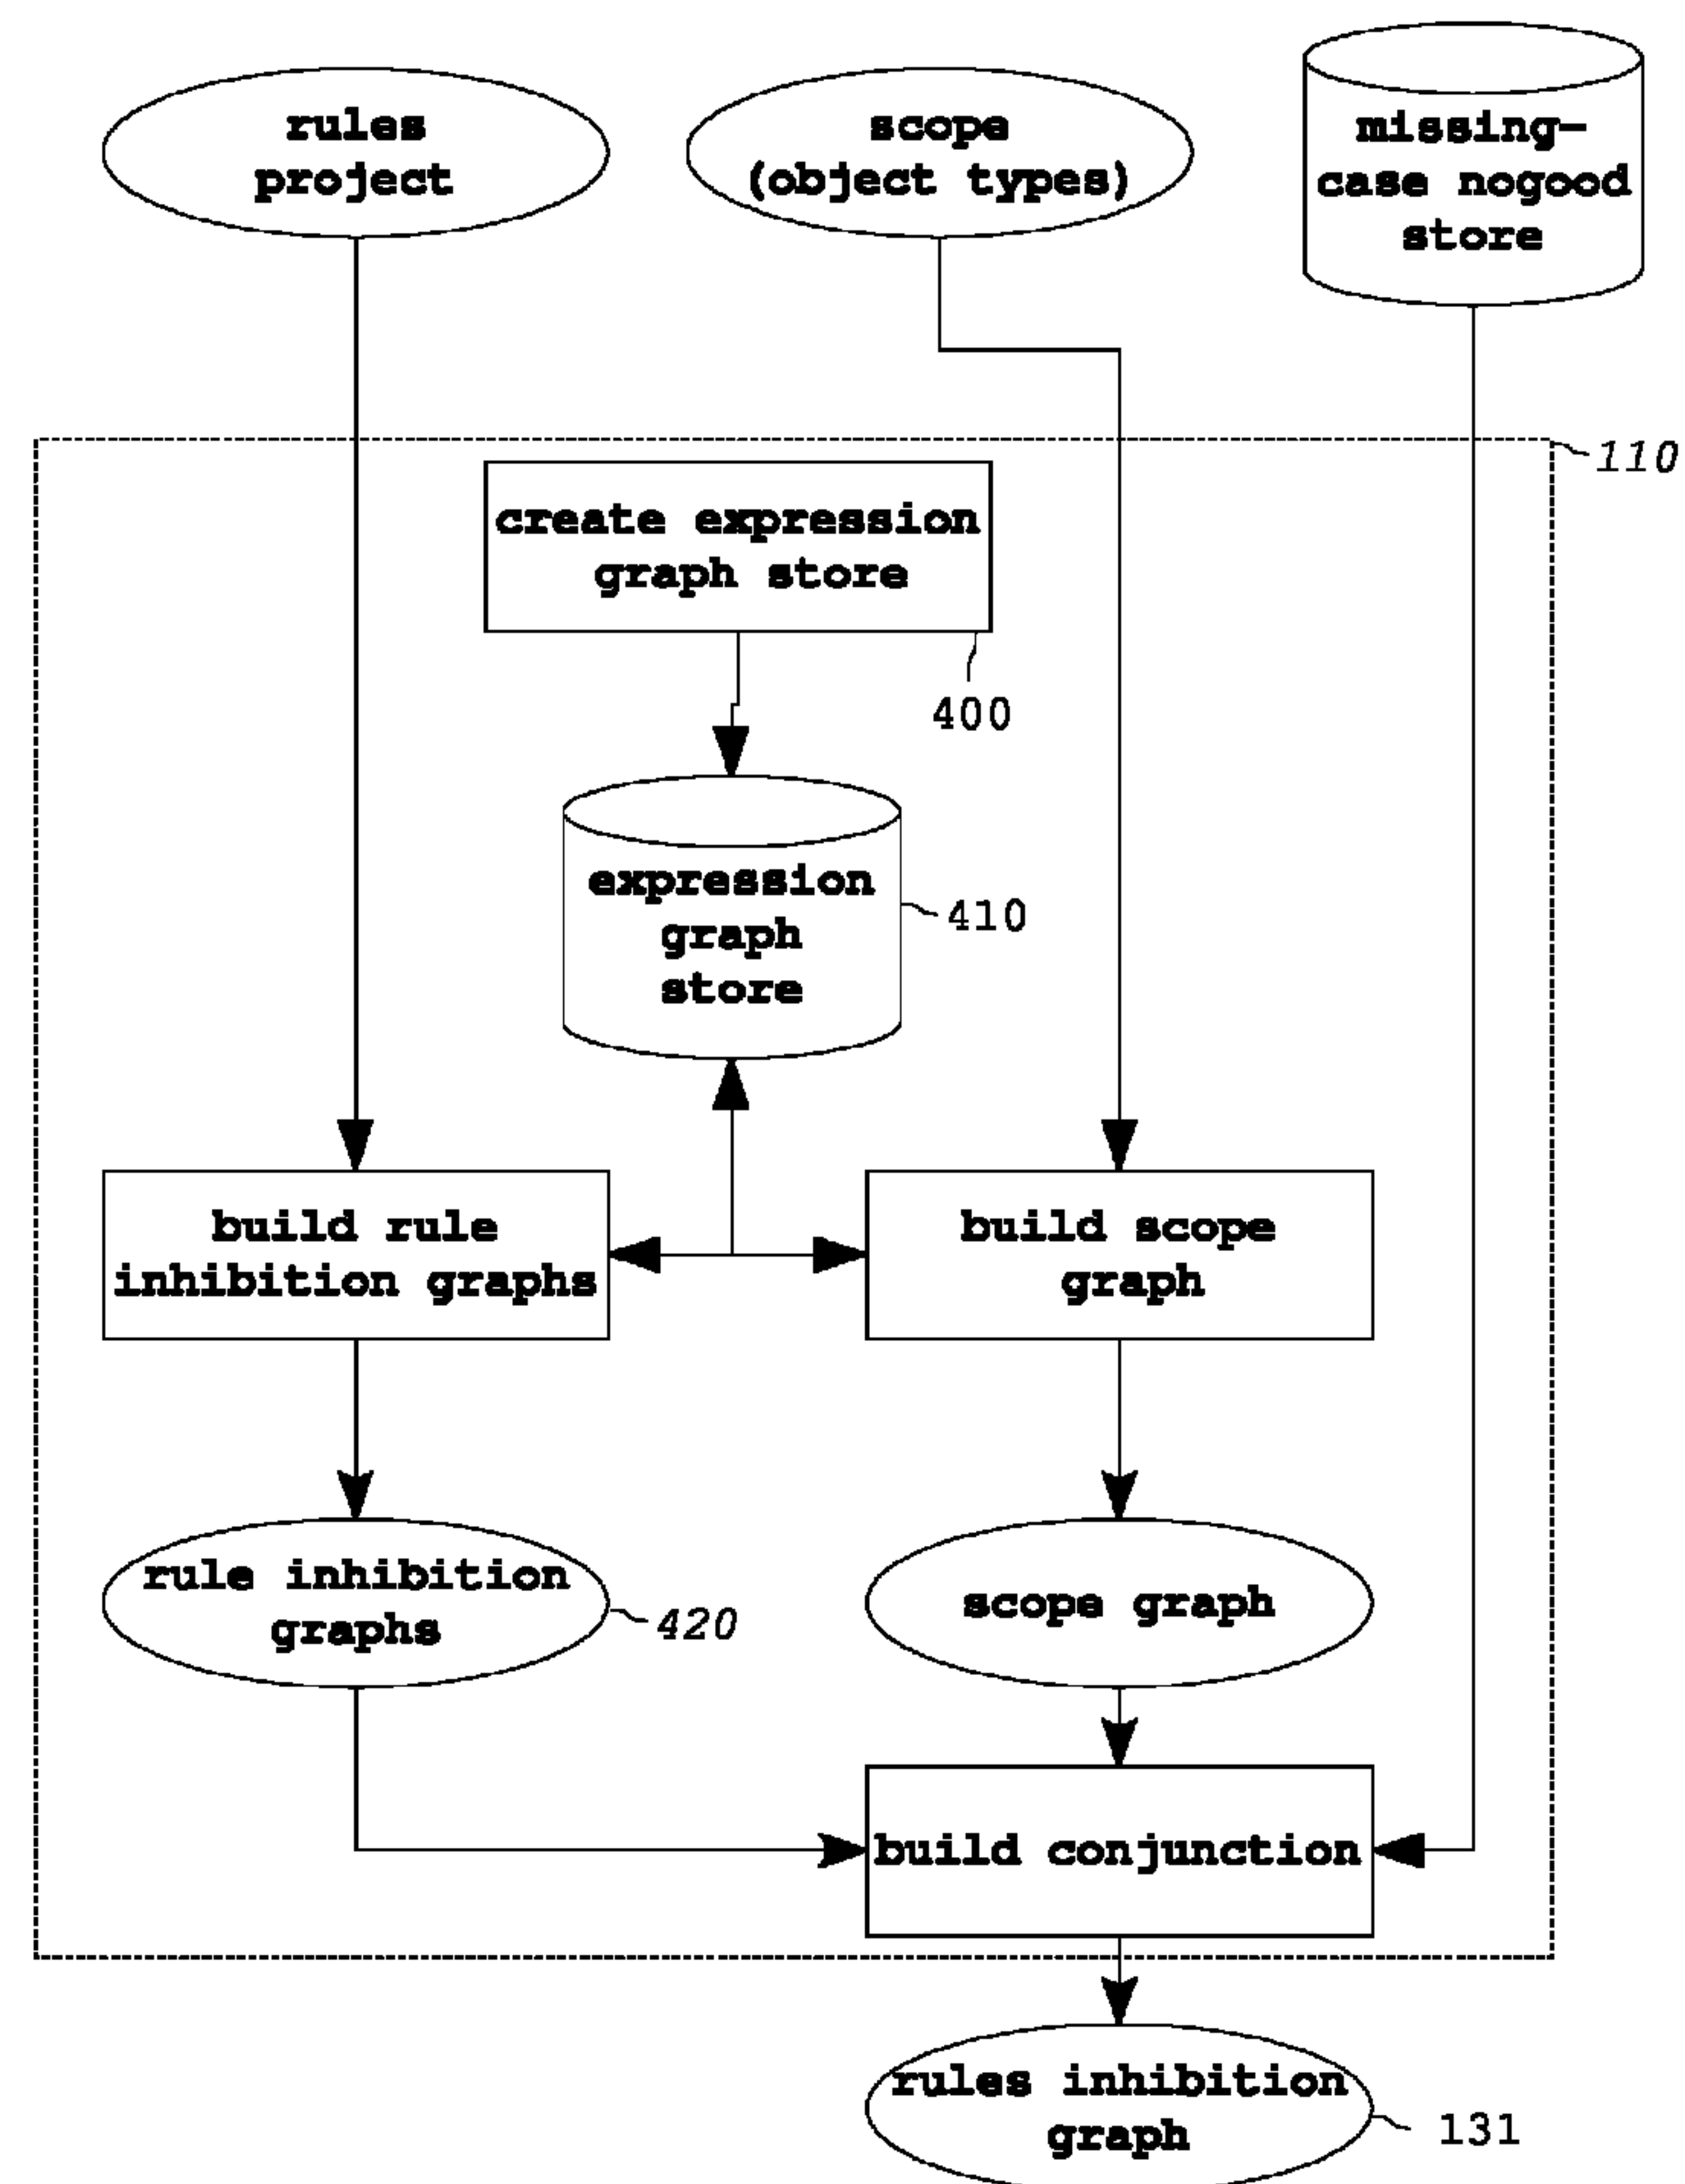 rules
project
scope
(object types)
missing-
case nogood
store
110
create expression
graph store
400
expression
graph
store
410
build rule
inhibition graphs
build scope
graph
rule inhibition
graphs
420
scope graph
build conjunction
rules inhibition
graph
131